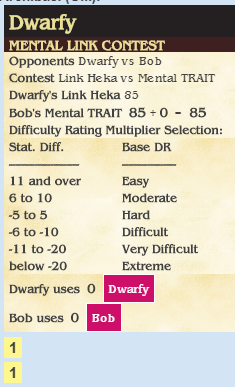 Dwarfy
MENTAL LINK CONTEST
Opponents Dwarfy vs Bob
Contest Link Heka vs Mental TRAIT
Dwarfy's Link Heka 85
Bob's Mental TRAIT 85 + 0 = 85
Difficulty Rating Multiplier Selection:
Stat. Diff. Base DR
11 and over Easy
6 to 10 Moderate
-5 to 5 Hard
-6 to -10 Difficult
-11 to -20 Very Difficult
below -20 Extreme
Dwarfy uses 0 Dwarfy
Bob uses 0 Bob
1
1